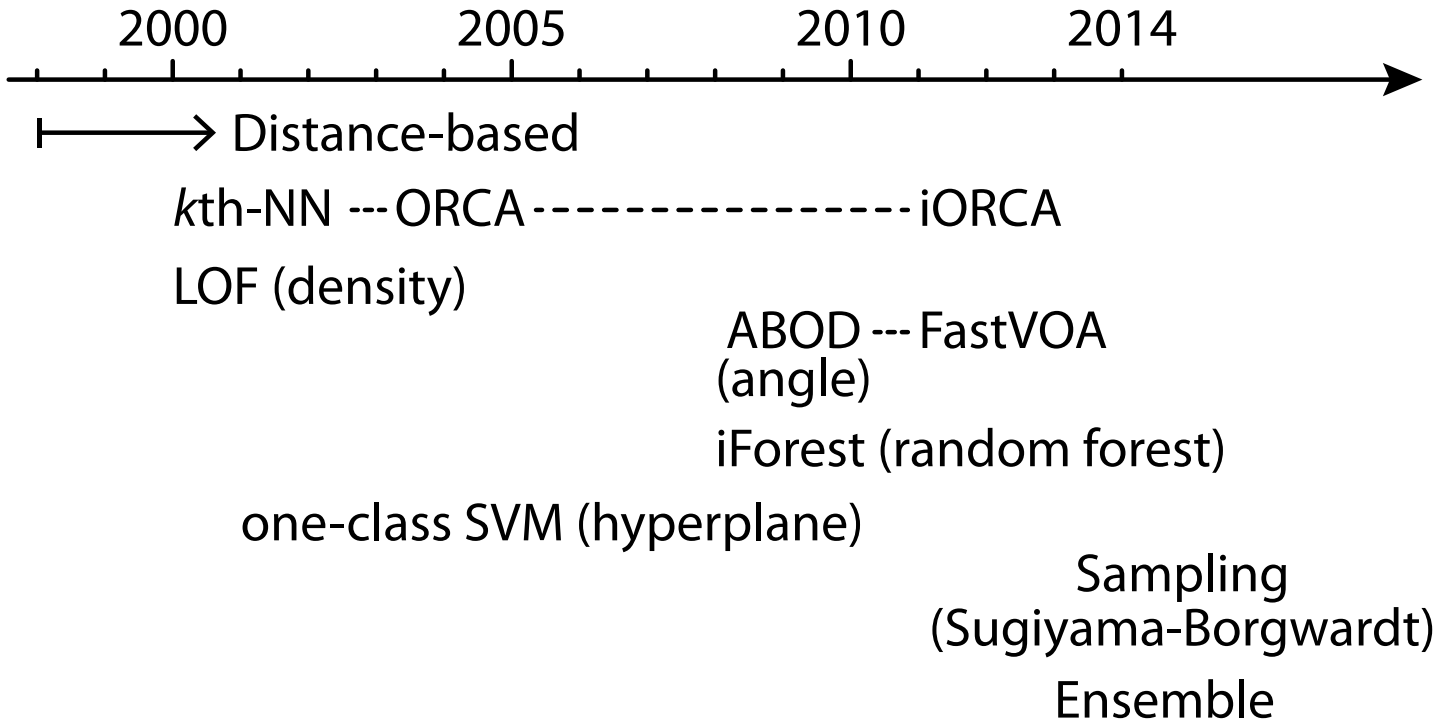 2000 2005 2010 2014
Distance-based
kth-NN --- ORCA ---------------- iORCA
LOF (density)
ABOD --- FastVOA
(angle)
iForest (random forest)
one-class SVM (hyperplane)
Sampling
(Sugiyama-Borgwardt)
Ensemble